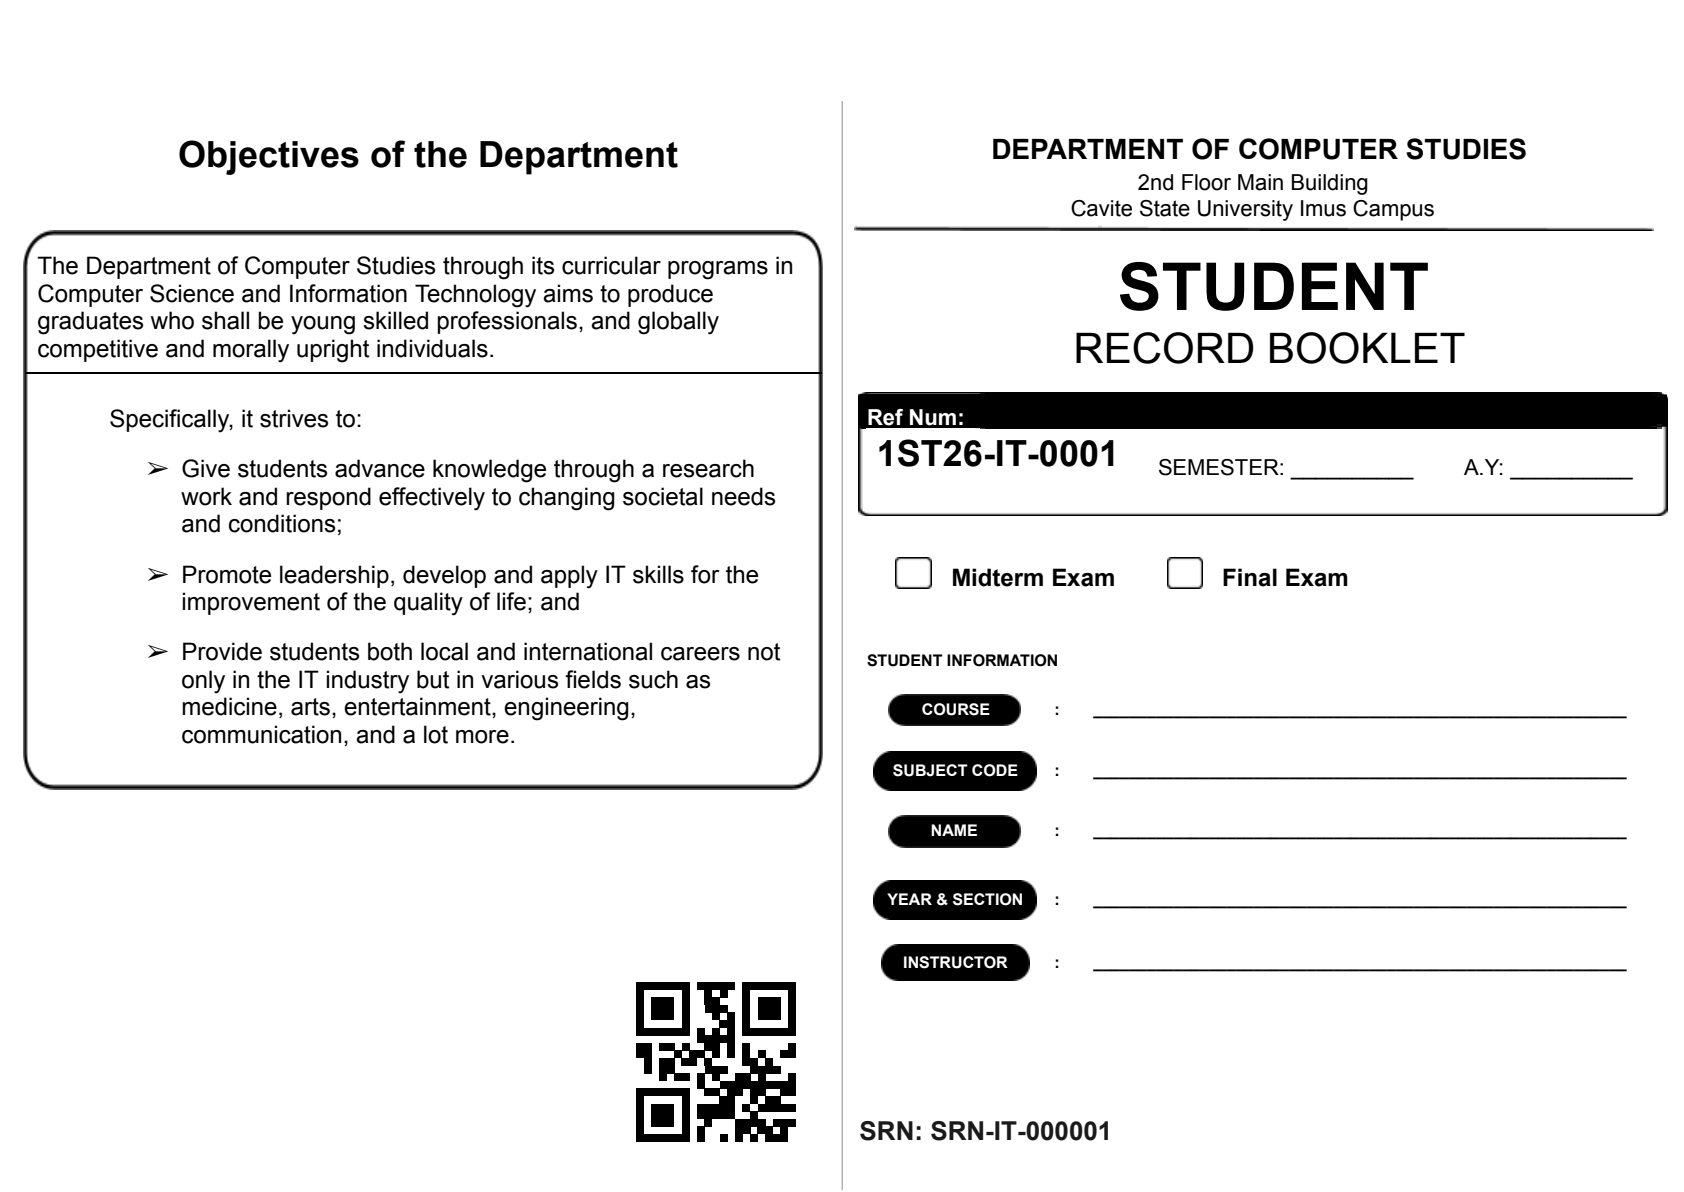 Objectives of the Department
The Department of Computer Studies through its curricular programs in
Computer Science and Information Technology aims to produce
graduates who shall be young skilled professionals, and globally
competitive and morally upright individuals.
Specifically, it strives to:
➢ Give students advance knowledge through a research
work and respond effectively to changing societal needs
and conditions;
➢ Promote leadership, develop and apply IT skills for the
improvement of the quality of life; and
➢ Provide students both local and international careers not
only in the IT industry but in various fields such as
medicine, arts, entertainment, engineering,
communication, and a lot more.
DEPARTMENT OF COMPUTER STUDIES
2nd Floor Main Building
Cavite State University Imus Campus
STUDENT
RECORD BOOKLET
Ref Num:
1ST26-IT-0001 SEMESTER: __________ A.Y: __________
Midterm Exam Final Exam
STUDENT INFORMATION
COURSE :
SUBJECT CODE :
NAME :
YEAR & SECTION :
INSTRUCTOR :
SRN: SRN-IT-000001